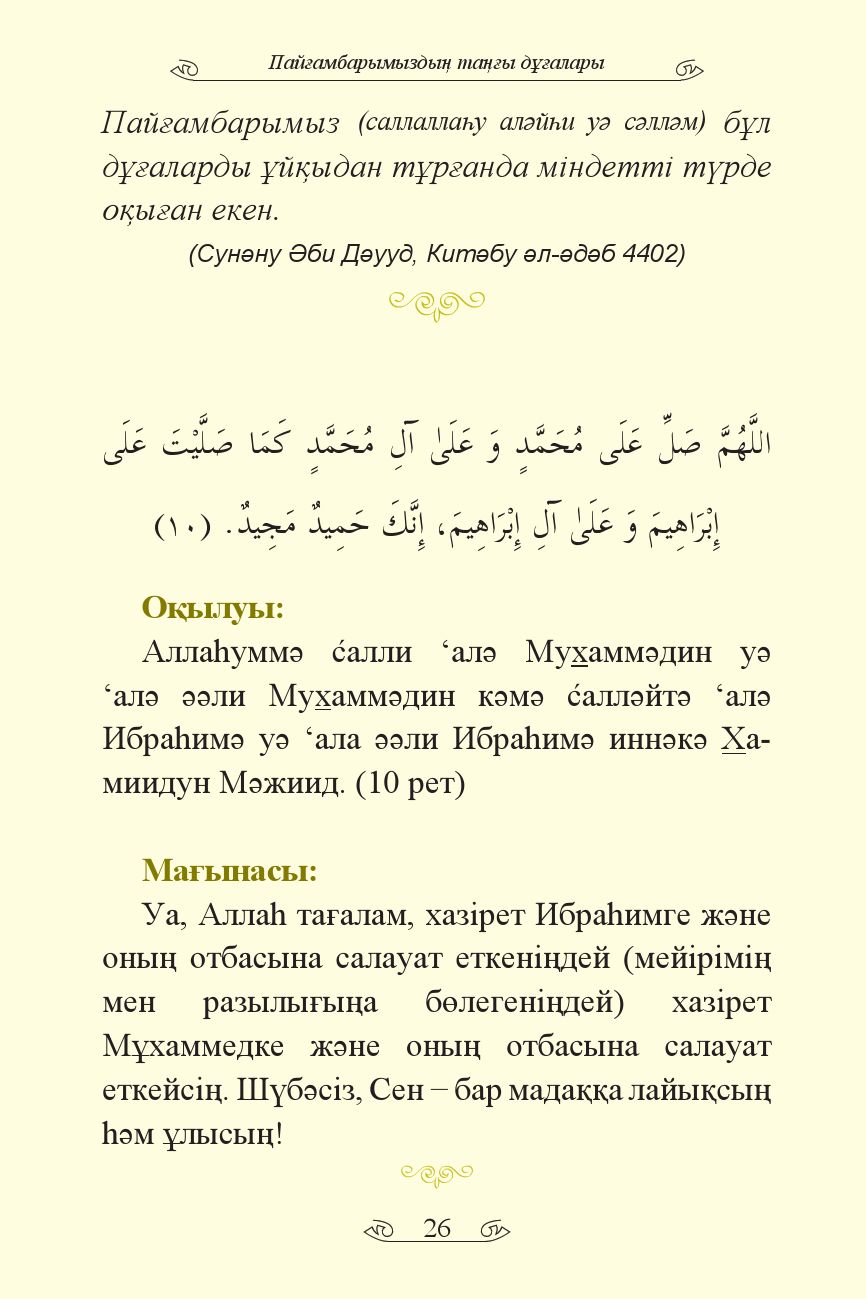 Пайғамбарымыздың таңғы дұғалары
Пайғамбарымыз (саллаллаһу аләйһи уә сәлләм) бұл
дұғаларды ұйқыдан тұрғанда міндетті түрде
оқыған екен.
(Сунәну Әби Дәууд, Китәбу әл-әдәб 4402)
اللَّهُمَّ صَلِّ عَلَى مُحَمَّدٍ وَ عَلَىٰ آلِ مُحَمَّدٍ كَمَا صَلَّيْتَ عَلَى
إِبْرَاهِيمَ وَ عَلَىٰ آلِ إِبْرَاهِيمَ، إِنَّكَ حَمِيدٌ مَجِيدٌ. (١٠)
Оқылуы:
Аллаһуммә śалли ‘алә Мухаммәдин уә
‘алә әәли Мухаммәдин кәмә śалләйтә ‘алә
Ибраһимә уә ‘ала әәли Ибраһимә иннәкә Ха-
миидун Мәжиид. (10 рет)
Мағынасы:
Уа, Аллаһ тағалам, хазірет Ибраһимге және
оның отбасына салауат еткеніңдей (мейірімің
мен разылығыңа бөлегеніңдей) хазірет
Мұхаммедке және оның отбасына салауат
еткейсің. Шүбәсіз, Сен – бар мадаққа лайықсың
һәм ұлысың!
26